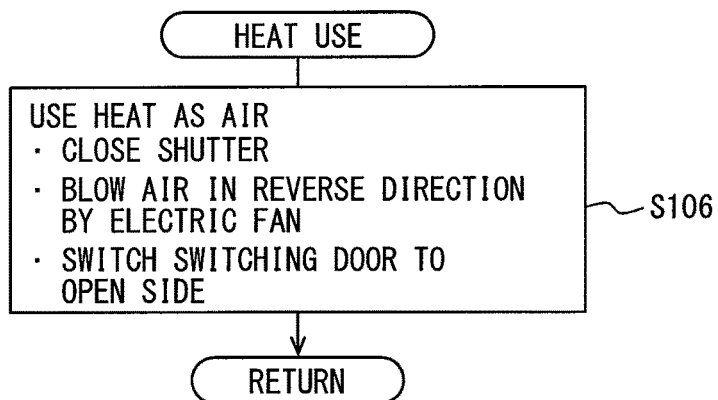 HEAT USE
USE HEAT AS AIR
· CLOSE SHUTTER
· BLOW AIR IN REVERSE DIRECTION
BY ELECTRIC FAN
· SWITCH SWITCHING DOOR TO
OPEN SIDE
S106
RETURN